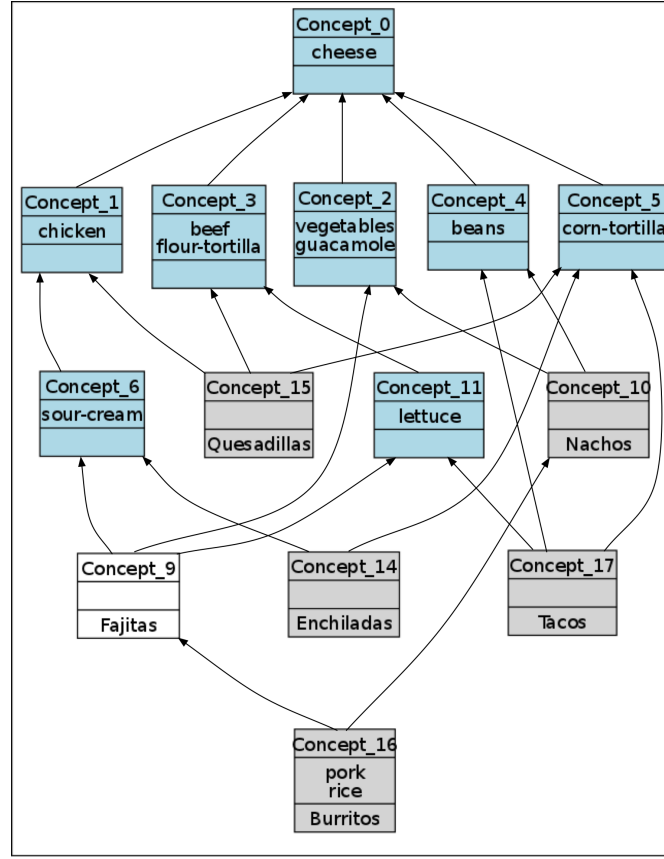 Concept_0
cheese
Concept_1
chicken
Concept_3
beef
flour-tortilla
Concept_2
vegetables
guacamole
Concept_4
beans
Concept_5
corn-tortilla
Concept_6
sour-cream
Concept_15
Quesadillas
Concept_11
lettuce
Concept_10
Nachos
Concept_9
Fajitas
Concept_14
Enchiladas
Concept_17
Tacos
Concept_16
pork
rice
Burritos